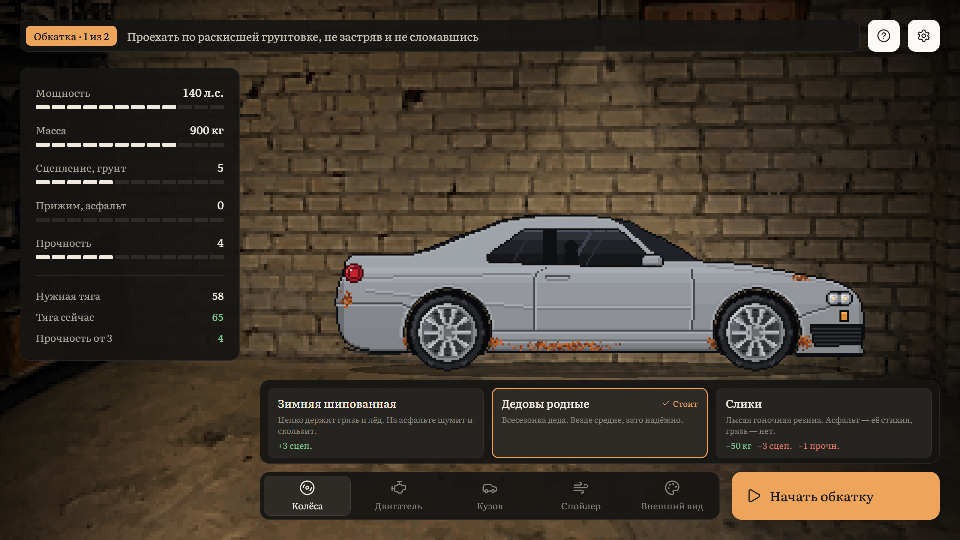 Обкатка · 1 из 2
Проехать по раскисшей грунтовке, не застряв и не сломавшись
Мощность 140 л.с.
Масса 900 кг
Сцепление, грунт 5
Прижим, асфальт 0
Прочность 4
Нужная тяга 58
Тяга сейчас 65
Прочность от 3 4
Зимняя шипованная
Цепко держит грязь и лёд. На асфальте шумит и
скользит.
+3 сцеп.
Дедовы родные
Стоит
Всесезонка деда. Везде средне, зато надёжно.
Слики
Лысая гоночная резина. Асфальт — её стихия,
грязь — нет.
−50 кг −3 сцеп. −1 прочн.
Колёса
Двигатель
Кузов
Спойлер
Внешний вид
Начать обкатку